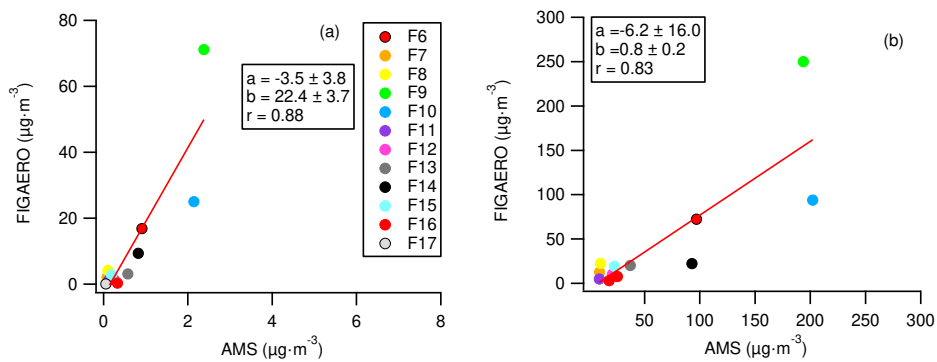 (a)
80
60
40
20
0
FIGAERO (µg·m-3)
0
2
4
6
8
AMS (µg·m-3)
a = -3.5 ± 3.8
b = 22.4 ± 3.7
r = 0.88
F6
F7
F8
F9
F10
F11
F12
F13
F14
F15
F16
F17
(b)
300
250
200
150
100
50
0
FIGAERO (µg·m-3)
50
100
150
200
250
300
AMS (µg·m-3)
a =-6.2 ± 16.0
b =0.8 ± 0.2
r = 0.83